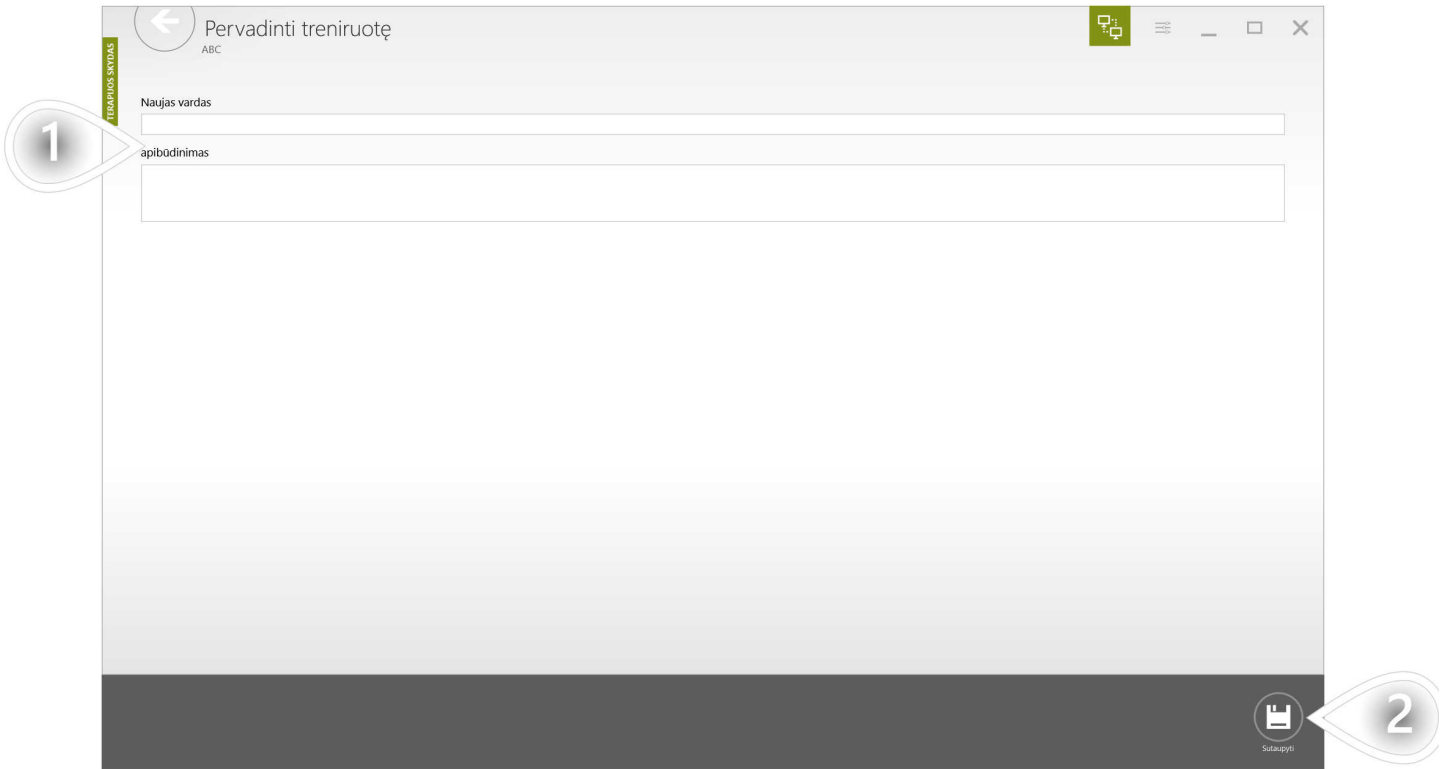 Pervadinti treniruotę
ABC
TERAPIJOS SKYDAS
Naujas vardas
1
apibūdinimas
2
Sutaupyti